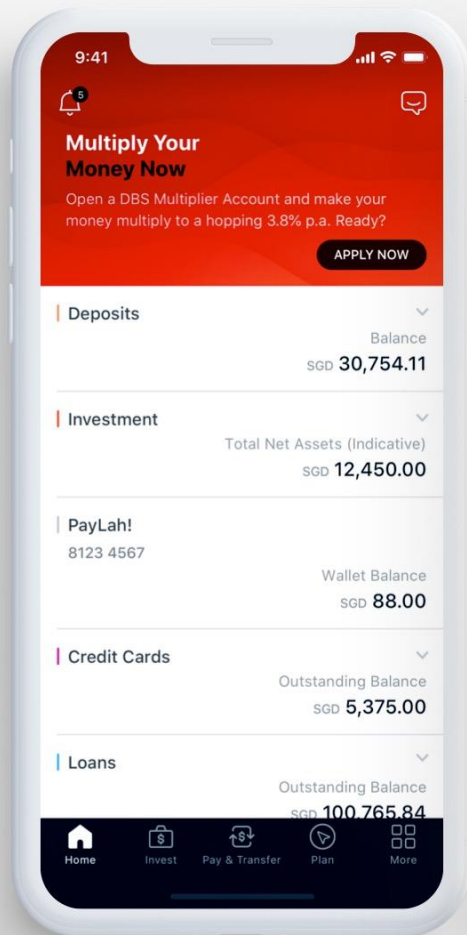 9:41
5
Multiply Your
Money Now
Open a DBS Multiplier Account and make your
money multiply to a hopping 3.8% p.a. Ready?
APPLY NOW
Deposits
Balance
SGD 30,754.11
Investment
Total Net Assets (Indicative)
SGD 12,450.00
PayLah!
8123 4567
Wallet Balance
SGD 88.00
Credit Cards
Outstanding Balance
SGD 5,375.00
Loans
Outstanding Balance
SGD 100,765.84
Home Invest Pay & Transfer Plan More